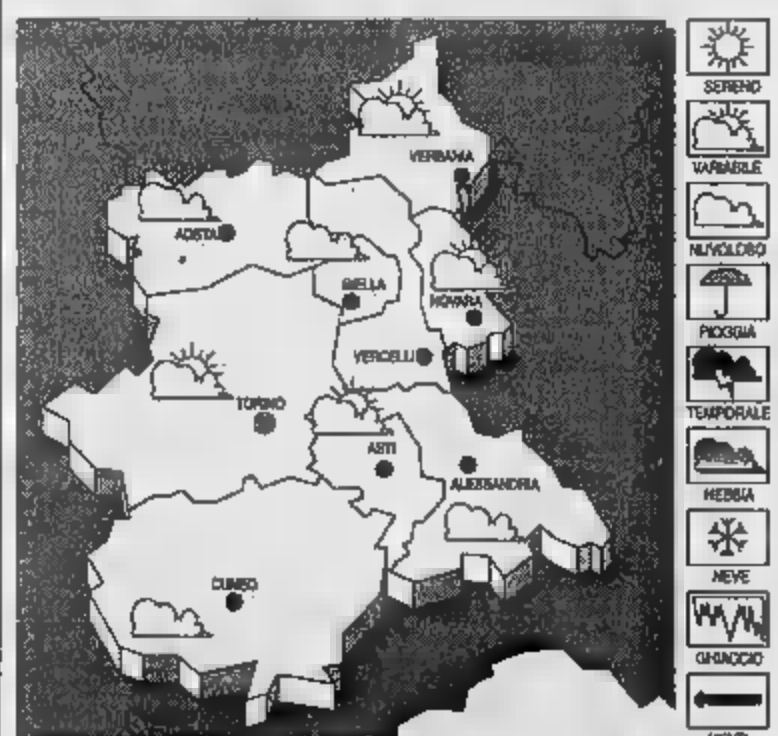 VERBANIA
AOSTA
BIELLA
NOVARA
VERCELLI
TORINO
ASTI
ALESSANDRIA
CUNEO
SERENO
VARIABILE
NUVOLOSO
PIOGGIA
TEMPORALE
NEBBIA
NEVE
GHIACCIO